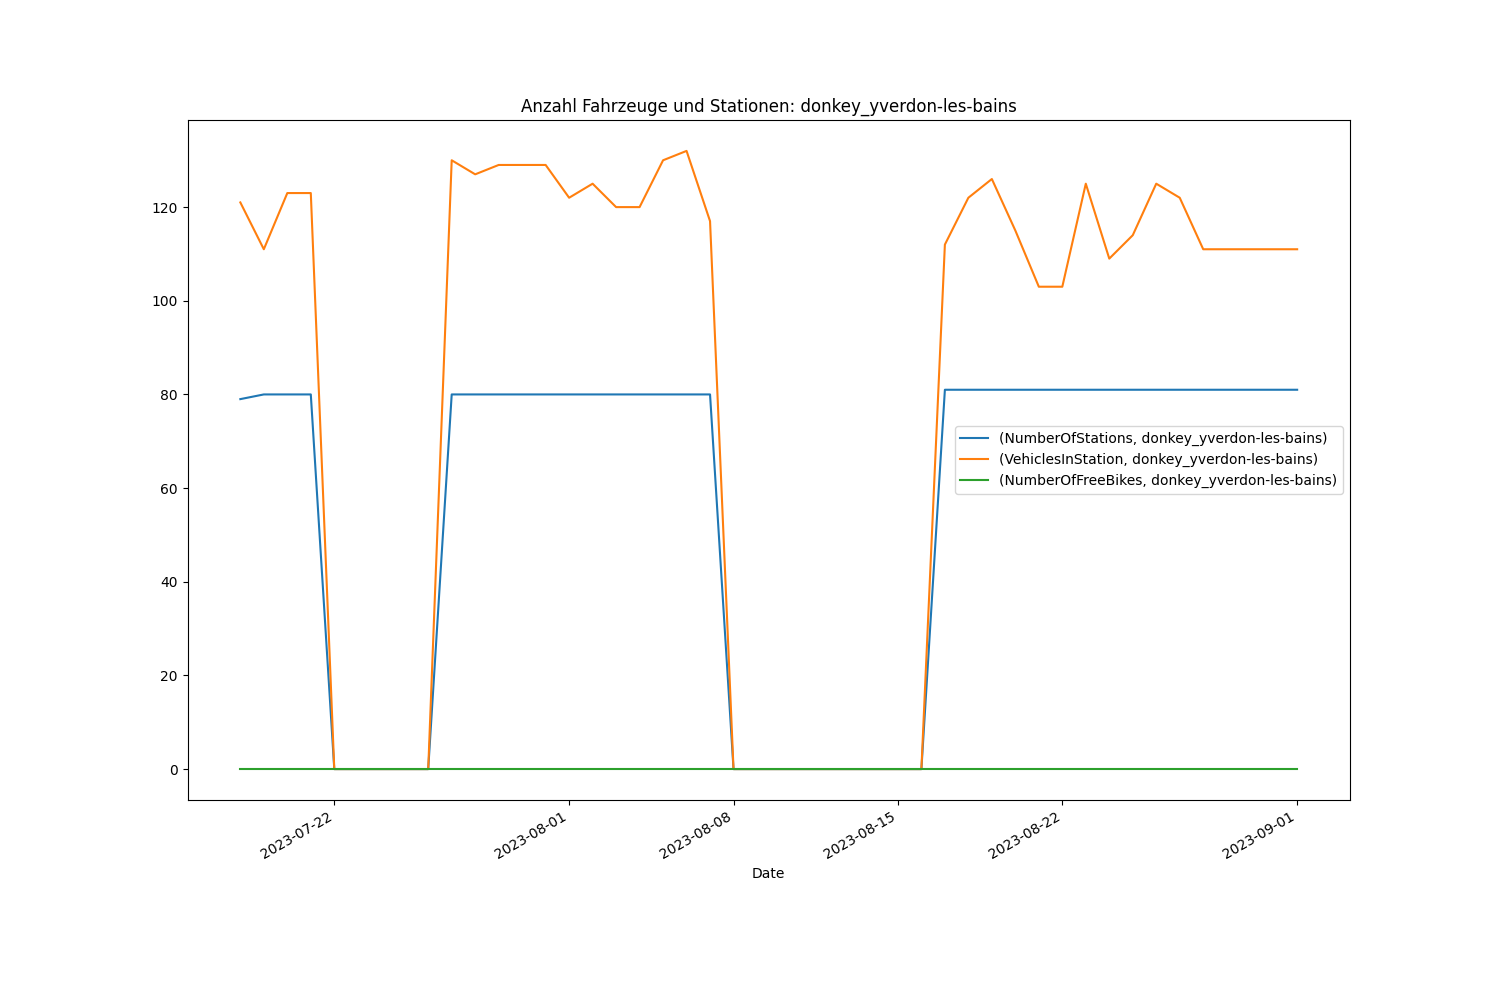 Anzahl Fahrzeuge und Stationen: donkey_yverdon-les-bains
120
100
80
60
40
20
0
(NumberOfStations, donkey_yverdon-les-bains)
(VehiclesInStation, donkey_yverdon-les-bains)
(NumberOfFreeBikes, donkey_yverdon-les-bains)
2023-07-22
2023-08-01
2023-08-08
2023-08-15
2023-08-22
2023-09-01
Date